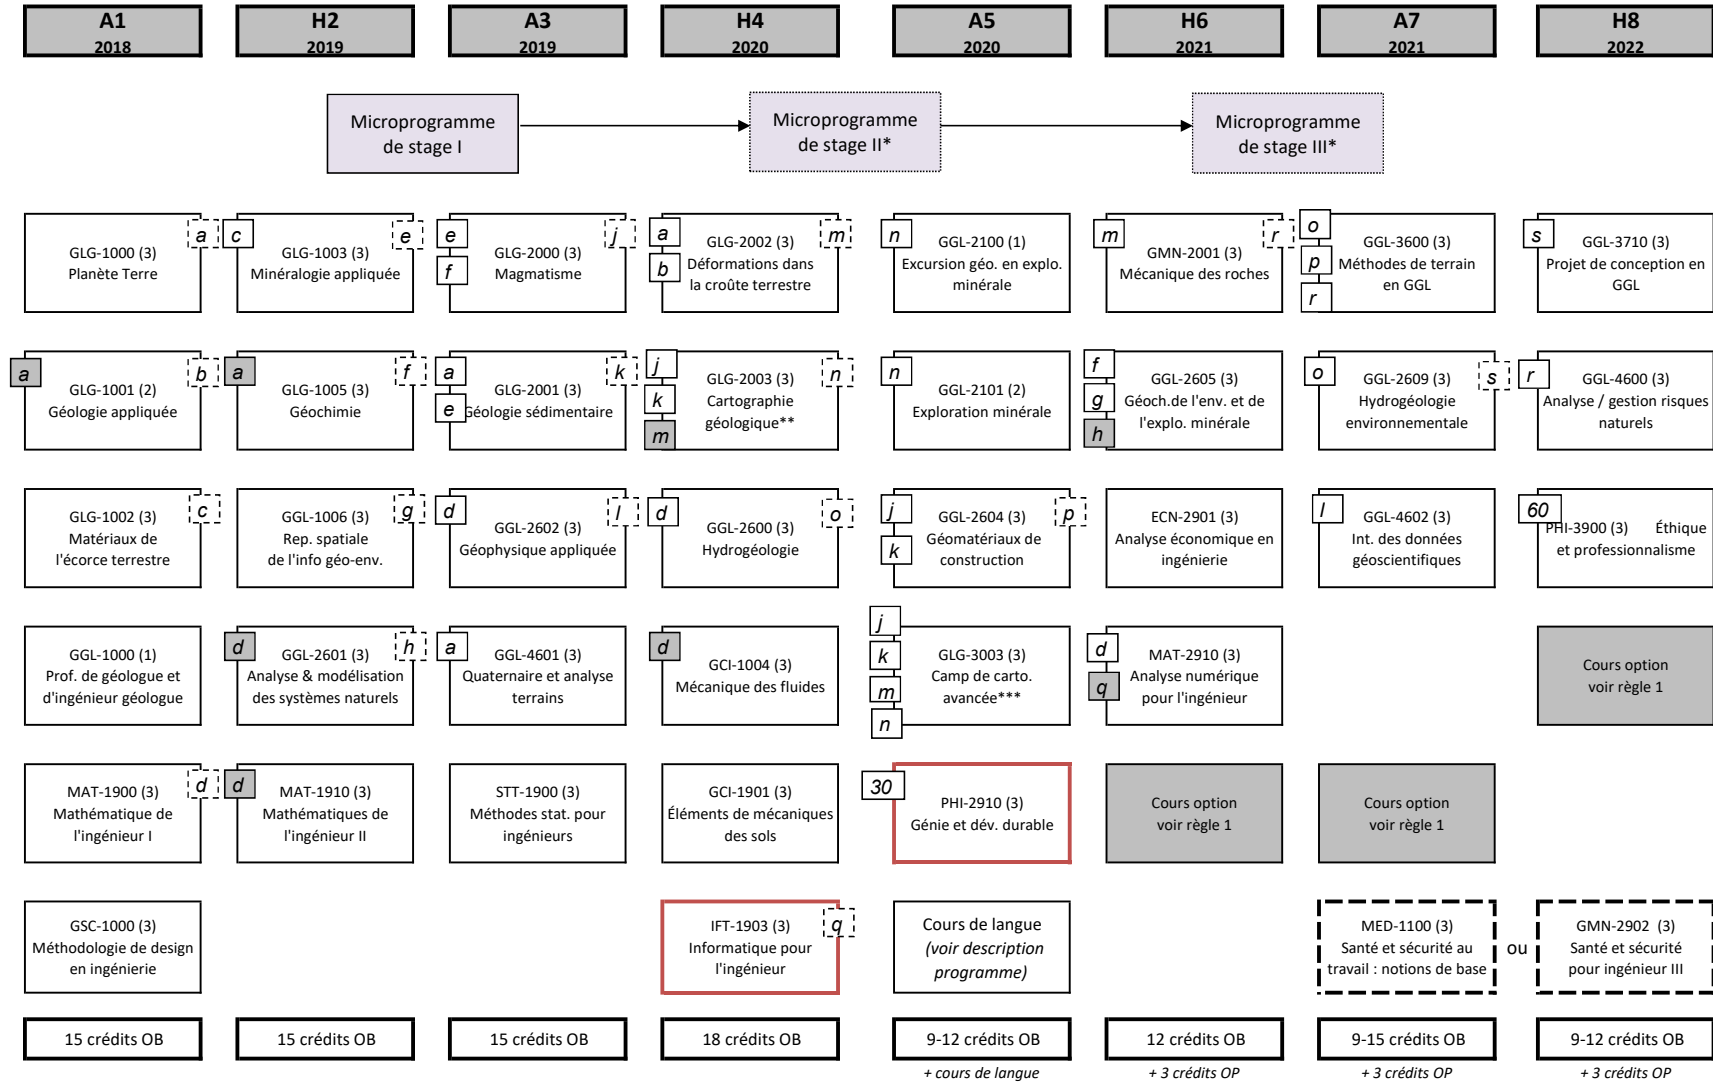 A1
2018
H2
2019
A3
2019
H4
2020
A5
2020
H6
2021
A7
2021
H8
2022
Microprogramme
de stage I
Microprogramme
de stage II*
Microprogramme
de stage III*
GLG-1000 (3)
Planète Terre
a
c
GLG-1003 (3)
Minéralogie appliquée
e
e
f
GLG-2000 (3)
Magmatisme
j
a
b
GLG-2002 (3)
Déformations dans
la croûte terrestre
m
n
GGL-2100 (1)
Excursion géo. en explo.
minérale
m
GMN-2001 (3)
Mécanique des roches
r
o
p
r
GGL-3600 (3)
Méthodes de terrain
en GGL
s
GGL-3710 (3)
Projet de conception en
GGL
a
GLG-1001 (2)
Géologie appliquée
b
a
GLG-1005 (3)
Géochimie
f
a
e
GLG-2001 (3)
Géologie sédimentaire
k
j
k
m
GLG-2003 (3)
Cartographie
géologique**
n
n
GGL-2101 (2)
Exploration minérale
f
g
h
GGL-2605 (3)
Géoch.de l'env. et de
l'explo. minérale
o
GGL-2609 (3)
Hydrogéologie
environnementale
s
r
GGL-4600 (3)
Analyse / gestion risques
naturels
GLG-1002 (3)
Matériaux de
l'écorce terrestre
c
GGL-1006 (3)
Rep. spatiale
de l'info géo-env.
g
d
GGL-2602 (3)
Géophysique appliquée
l
d
GGL-2600 (3)
Hydrogéologie
o
j
k
GGL-2604 (3)
Géomatériaux de
construction
p
ECN-2901 (3)
Analyse économique en
ingénierie
l
GGL-4602 (3)
Int. des données
géoscientifiques
60
PHI-3900 (3) Éthique
et professionnalisme
GGL-1000 (1)
Prof. de géologue et
d'ingénieur géologue
d
GGL-2601 (3)
Analyse & modélisation
des systèmes naturels
h
a
GGL-4601 (3)
Quaternaire et analyse
terrains
d
GCI-1004 (3)
Mécanique des fluides
j
k
m
n
GLG-3003 (3)
Camp de carto.
avancée***
d
q
MAT-2910 (3)
Analyse numérique
pour l'ingénieur
Cours option
voir règle 1
MAT-1900 (3)
Mathématique de
l'ingénieur I
d
d
MAT-1910 (3)
Mathématiques de
l'ingénieur II
STT-1900 (3)
Méthodes stat. pour
ingénieurs
GCI-1901 (3)
Éléments de mécaniques
des sols
30
PHI-2910 (3)
Génie et dév. durable
Cours option
voir règle 1
Cours option
voir règle 1
GSC-1000 (3)
Méthodologie de design
en ingénierie
IFT-1903 (3)
Informatique pour
l'ingénieur
q
Cours de langue
(voir description
programme)
MED-1100 (3)
Santé et sécurité au
travail : notions de base
ou
GMN-2902 (3)
Santé et sécurité
pour ingénieur III
15 crédits OB
15 crédits OB
15 crédits OB
18 crédits OB
9-12 crédits OB
12 crédits OB
9-15 crédits OB
9-12 crédits OB
+ cours de langue
+ 3 crédits OP
+ 3 crédits OP
+ 3 crédits OP